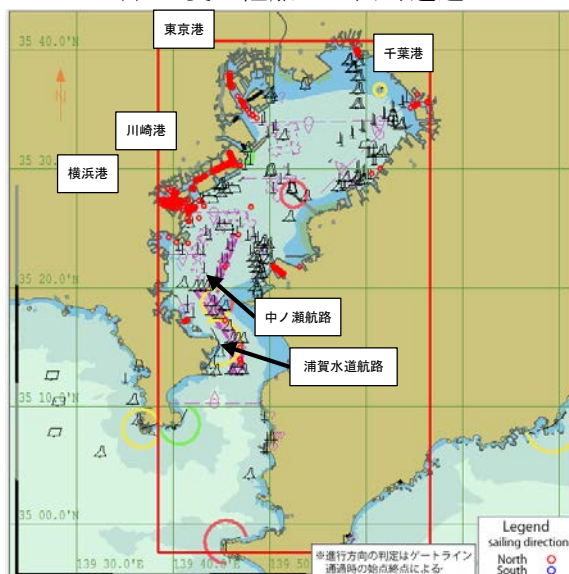 東京港
35 40.0'N
千葉港
川崎港
35 30.
横浜港
35 20.0'N
中ノ瀬航路
浦賀水道航路
35 10.0'N
35 00.0'N
139 30.0'E
139 40.0'E
139 50.
※進行方向の判定はゲートライン
通過時の始点終点による
Legend
sailing direction
North
South
N